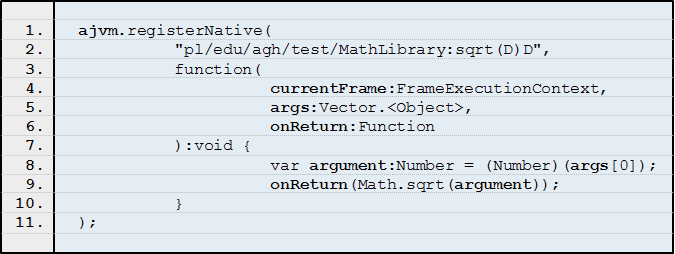 1. ajvm.registerNative(
2. "pl/edu/agh/test/MathLibrary:sqrt(D)D",
3. function(
4. currentFrame:FrameExecutionContext,
5. args:Vector.<Object>,
6. onReturn:Function
7. ):void {
8. var argument:Number = (Number)(args[0]);
9. onReturn(Math.sqrt(argument));
10. }
11. );